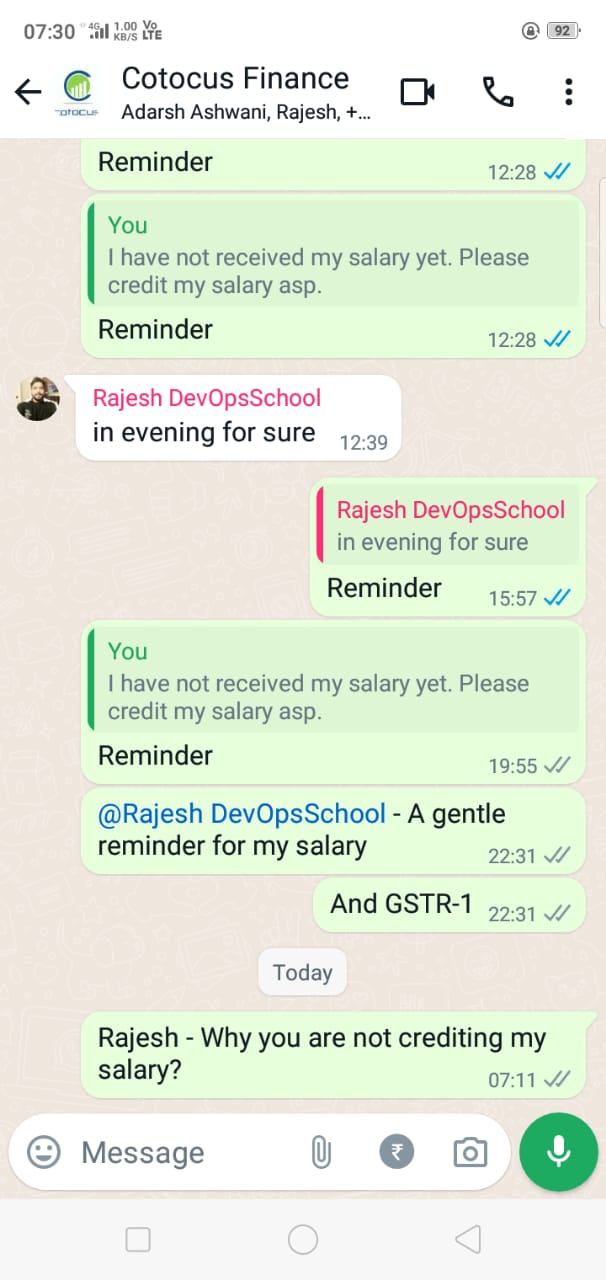 07:30 4G 1.00 KB/S Vo LTE 92
Cotocus Finance
COTOCUS
Adarsh Ashwani, Rajesh, +...
Reminder
12:28
You
I have not received my salary yet. Please
credit my salary asp.
Reminder
12:28
Rajesh DevOpsSchool
in evening for sure
12:39
Rajesh DevOpsSchool
in evening for sure
Reminder
15:57
You
I have not received my salary yet. Please
credit my salary asp.
Reminder
19:55
@Rajesh DevOpsSchool - A gentle
reminder for my salary
22:31
And GSTR-1 22:31
Today
Rajesh - Why you are not crediting my
salary?
07:11
Message ₹